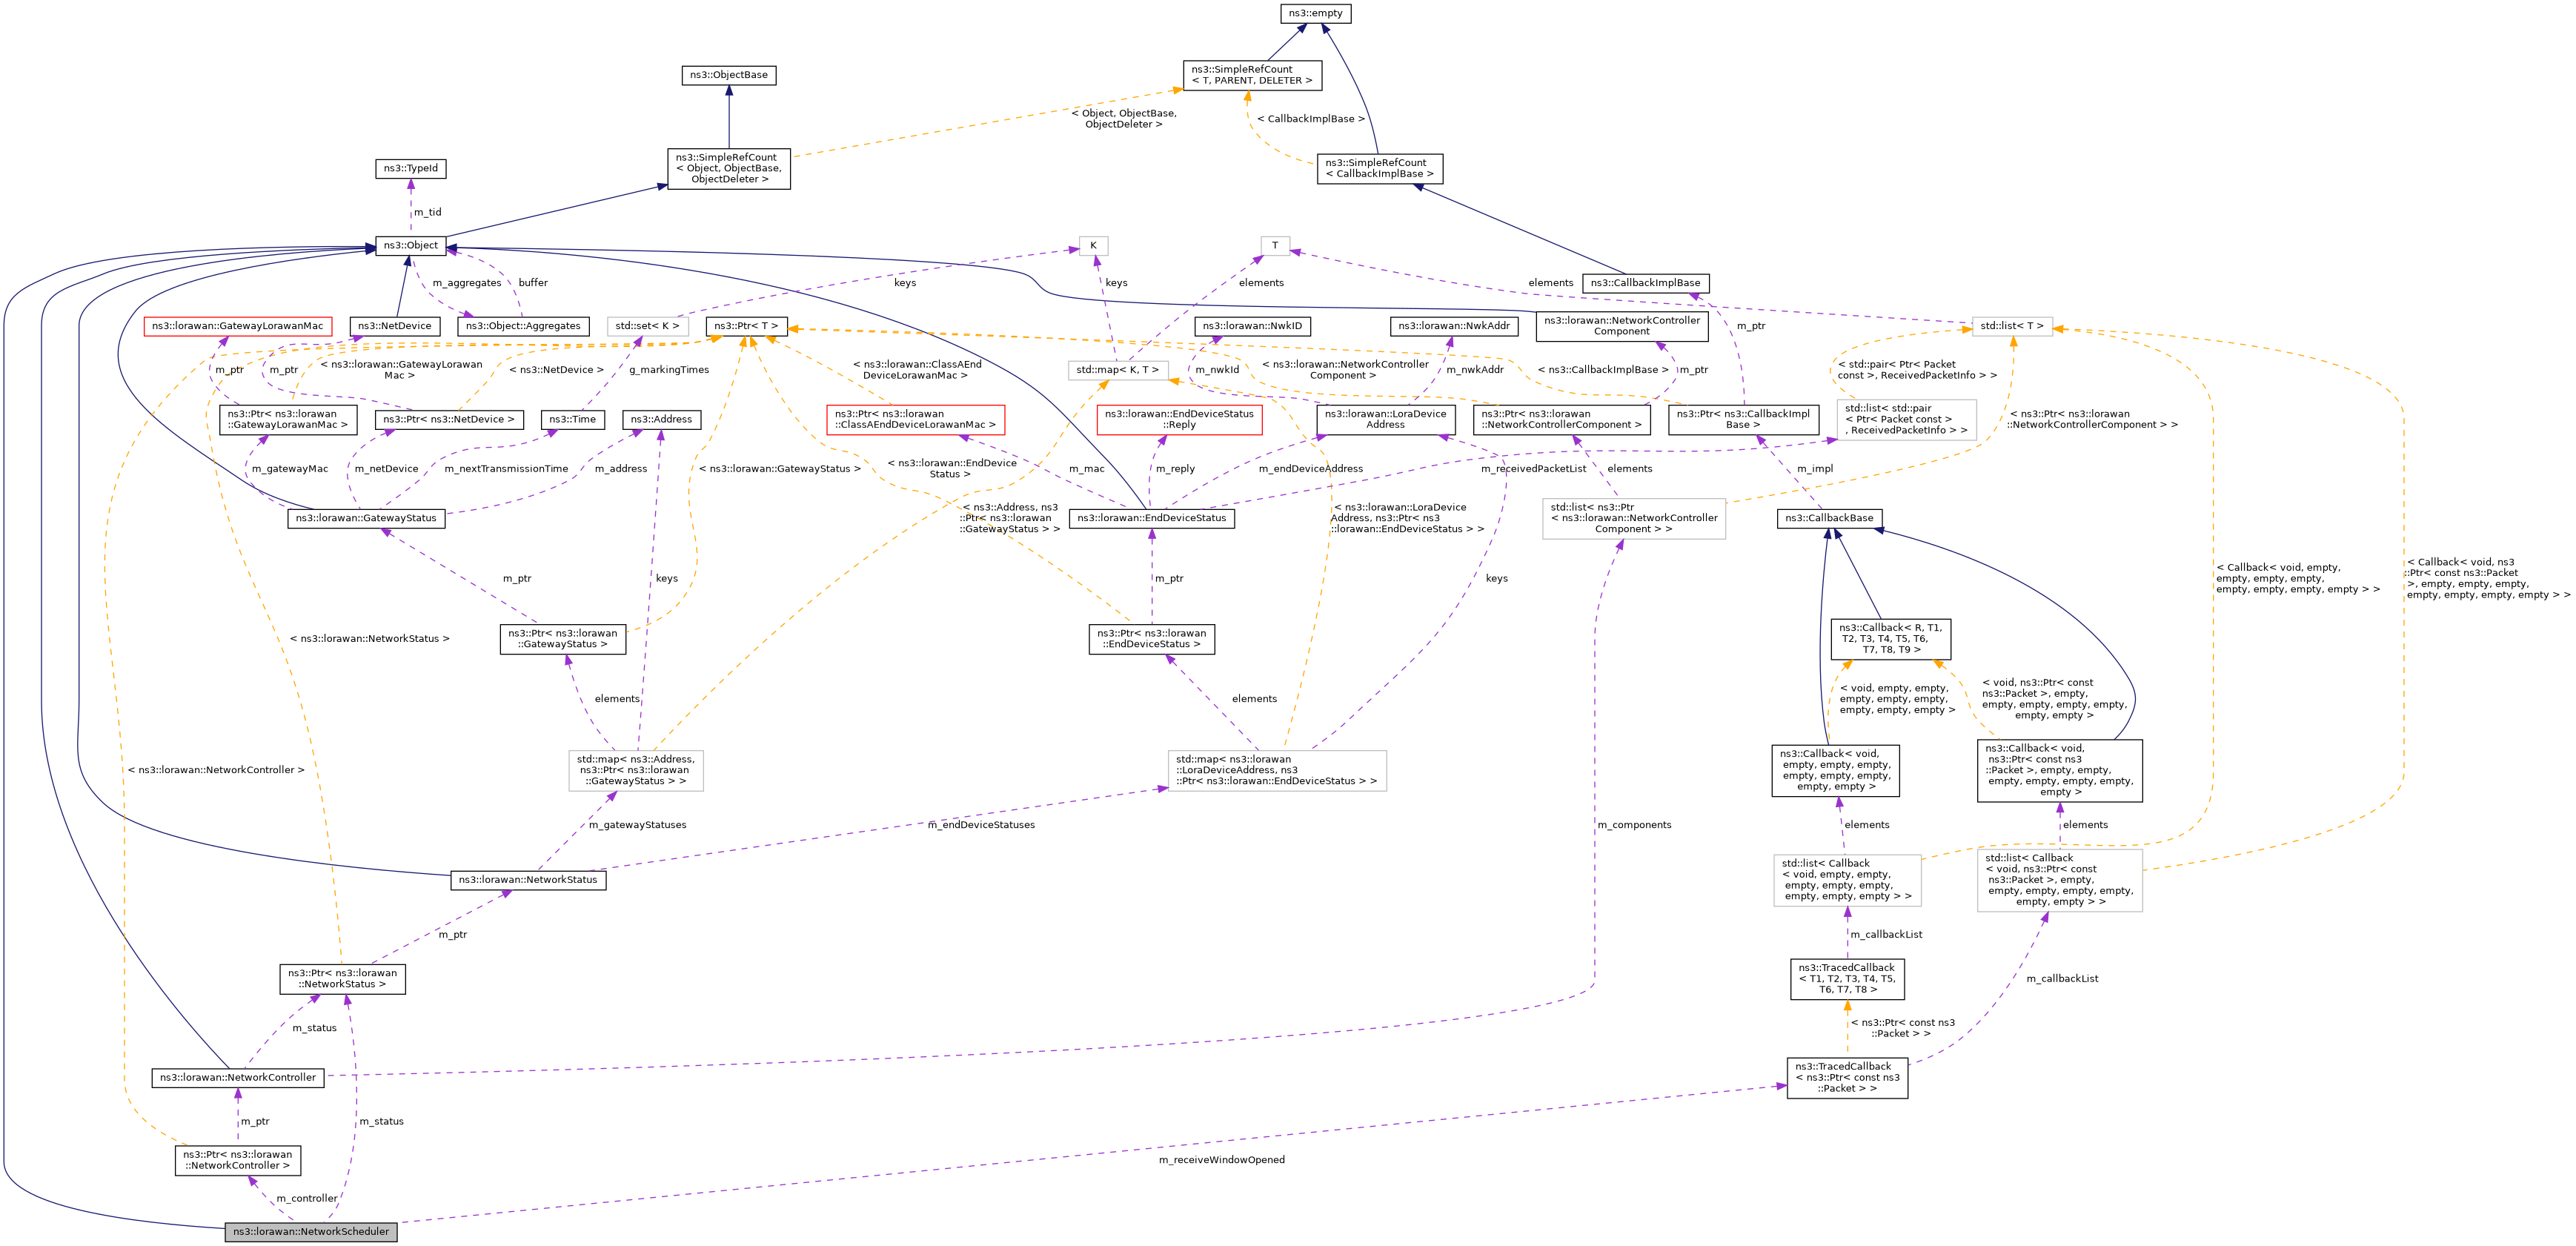 ns3::empty
ns3::ObjectBase
ns3::SimpleRefCount
< T, PARENT, DELETER >
< Object, ObjectBase,
ObjectDeleter >
< CallbackImplBase >
ns3::TypeId
ns3::SimpleRefCount
< Object, ObjectBase,
ObjectDeleter >
ns3::SimpleRefCount
< CallbackImplBase >
m_tid
ns3::Object
K
T
m_aggregates
buffer
keys
keys
elements
elements
ns3::CallbackImplBase
ns3::lorawan::GatewayLorawanMac
ns3::NetDevice
ns3::Object::Aggregates
std::set< K >
ns3::Ptr< T >
ns3::lorawan::NwkID
ns3::lorawan::NwkAddr
ns3::lorawan::NetworkController
Component
m_ptr
std::list< T >
m_ptr
< ns3::lorawan::GatewayLorawan
Mac >
m_ptr
< ns3::NetDevice >
g_markingTimes
< ns3::lorawan::ClassAEnd
DeviceLorawanMac >
std::map< K, T >
m_nwkId
< ns3::lorawan::NetworkController
Component >
m_nwkAddr
< ns3::CallbackImplBase >
m_ptr
< std::pair< Ptr< Packet
const >, ReceivedPacketInfo > >
ns3::Ptr< ns3::lorawan
::GatewayLorawanMac >
ns3::Ptr< ns3::NetDevice >
ns3::Time
ns3::Address
ns3::Ptr< ns3::lorawan
::ClassAEndDeviceLorawanMac >
ns3::lorawan::EndDeviceStatus
::Reply
ns3::lorawan::LoraDevice
Address
ns3::Ptr< ns3::lorawan
::NetworkControllerComponent >
ns3::Ptr< ns3::CallbackImpl
Base >
std::list< std::pair
< Ptr< Packet const >
, ReceivedPacketInfo > >
< ns3::Ptr< ns3::lorawan
::NetworkControllerComponent > >
m_gatewayMac
m_netDevice
m_nextTransmissionTime
m_address
< ns3::lorawan::GatewayStatus >
< ns3::lorawan::EndDevice
Status >
m_mac
m_reply
m_endDeviceAddress
m_receivedPacketList
elements
m_impl
ns3::lorawan::GatewayStatus
< ns3::Address, ns3
::Ptr< ns3::lorawan
::GatewayStatus > >
ns3::lorawan::EndDeviceStatus
< ns3::lorawan::LoraDevice
Address, ns3::Ptr< ns3
::lorawan::EndDeviceStatus > >
std::list< ns3::Ptr
< ns3::lorawan::NetworkController
Component > >
ns3::CallbackBase
m_ptr
keys
m_ptr
keys
< Callback< void, empty,
empty, empty, empty,
empty, empty, empty, empty > >
< Callback< void, ns3
::Ptr< const ns3::Packet
>, empty, empty, empty,
empty, empty, empty, empty > >
< ns3::lorawan::NetworkStatus >
ns3::Ptr< ns3::lorawan
::GatewayStatus >
ns3::Ptr< ns3::lorawan
::EndDeviceStatus >
ns3::Callback< R, T1,
T2, T3, T4, T5, T6,
T7, T8, T9 >
elements
elements
< void, empty, empty,
empty, empty, empty,
empty, empty, empty >
< void, ns3::Ptr< const
ns3::Packet >, empty,
empty, empty, empty, empty,
empty, empty >
< ns3::lorawan::NetworkController >
std::map< ns3::Address,
ns3::Ptr< ns3::lorawan
::GatewayStatus > >
std::map< ns3::lorawan
::LoraDeviceAddress, ns3
::Ptr< ns3::lorawan::EndDeviceStatus > >
ns3::Callback< void,
empty, empty, empty,
empty, empty, empty,
empty, empty >
ns3::Callback< void,
ns3::Ptr< const ns3
::Packet >, empty, empty,
empty, empty, empty, empty,
empty >
m_gatewayStatuses
m_endDeviceStatuses
m_components
elements
elements
ns3::lorawan::NetworkStatus
std::list< Callback
< void, empty, empty,
empty, empty, empty,
empty, empty, empty > >
std::list< Callback
< void, ns3::Ptr< const
ns3::Packet >, empty,
empty, empty, empty, empty,
empty, empty > >
m_ptr
m_callbackList
ns3::Ptr< ns3::lorawan
::NetworkStatus >
ns3::TracedCallback
< T1, T2, T3, T4, T5,
T6, T7, T8 >
m_callbackList
m_status
< ns3::Ptr< const ns3
::Packet > >
ns3::lorawan::NetworkController
ns3::TracedCallback
< ns3::Ptr< const ns3
::Packet > >
m_ptr
m_status
ns3::Ptr< ns3::lorawan
::NetworkController >
m_receiveWindowOpened
m_controller
ns3::lorawan::NetworkScheduler